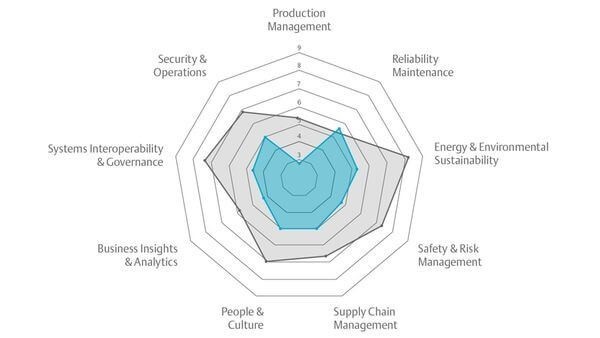 Production
Management
9
8
7
6
5
4
3
Security &
Operations
Reliability
Maintenance
Systems Interoperability
& Governance
Energy & Environmental
Sustainability
Business Insights
& Analytics
Safety & Risk
Management
People &
Culture
Supply Chain
Management